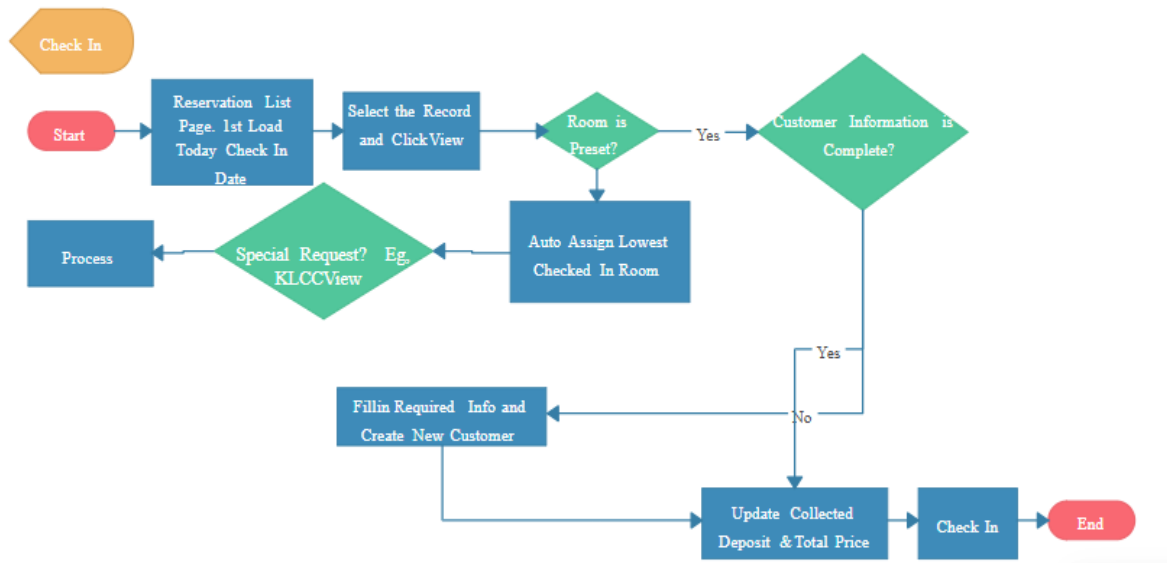 Check In
Start
Reservation List
Page. 1st Load
Today Check In
Date
Select the Record
and ClickView
Room is
Preset?
Yes
Customer Information is
Complete?
Process
Special Request? Eg,
KLCCView
Auto Assign Lowest
Checked In Room
Yes
No
Fillin Required Info and
Create New Customer
Update Collected
Deposit & Total Price
Check In
End